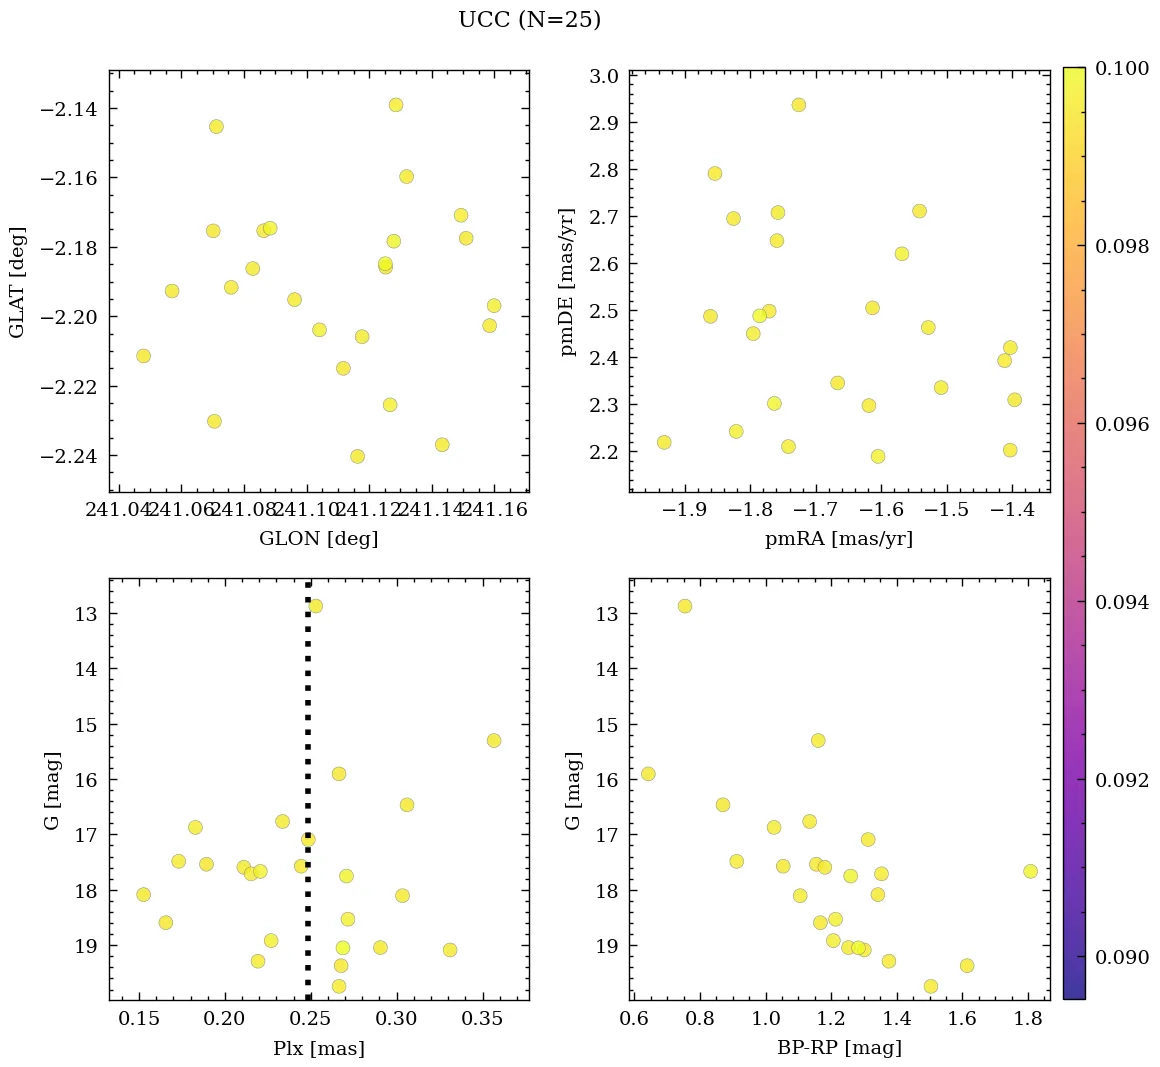 UCC (N=25)
−2.14
−2.16
−2.18
−2.20
−2.22
−2.24
GLAT [deg]
241.04 241.06 241.08 241.10 241.12 241.14 241.16
GLON [deg]
3.0
2.9
2.8
2.7
2.6
2.5
2.4
2.3
2.2
pmDE [mas/yr]
−1.9 −1.8 −1.7 −1.6 −1.5 −1.4
pmRA [mas/yr]
0.100
0.098
0.096
0.094
0.092
0.090
13
14
15
16
17
18
19
G [mag]
0.15 0.20 0.25 0.30 0.35
Plx [mas]
13
14
15
16
17
18
19
G [mag]
0.6 0.8 1.0 1.2 1.4 1.6 1.8
BP-RP [mag]